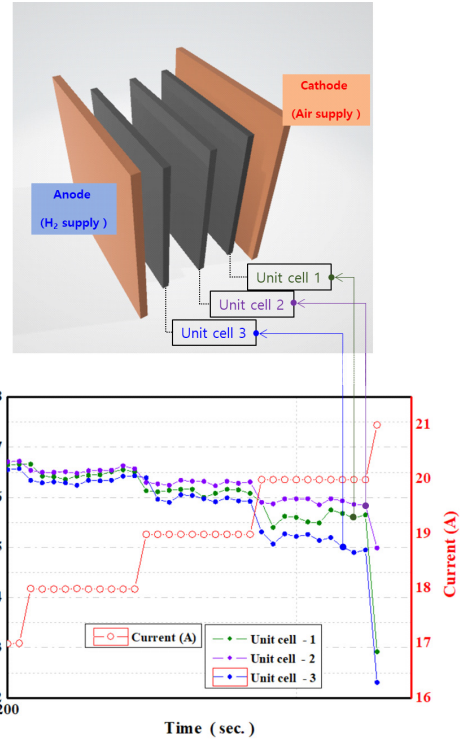 Cathode
(Air supply )
Anode
(H₂ supply )
Unit cell 1
Unit cell 2
Unit cell 3
21
20
19
18
17
16
Current (A)
Current (A)
Unit cell - 1
Unit cell - 2
Unit cell - 3
200
Time ( sec. )